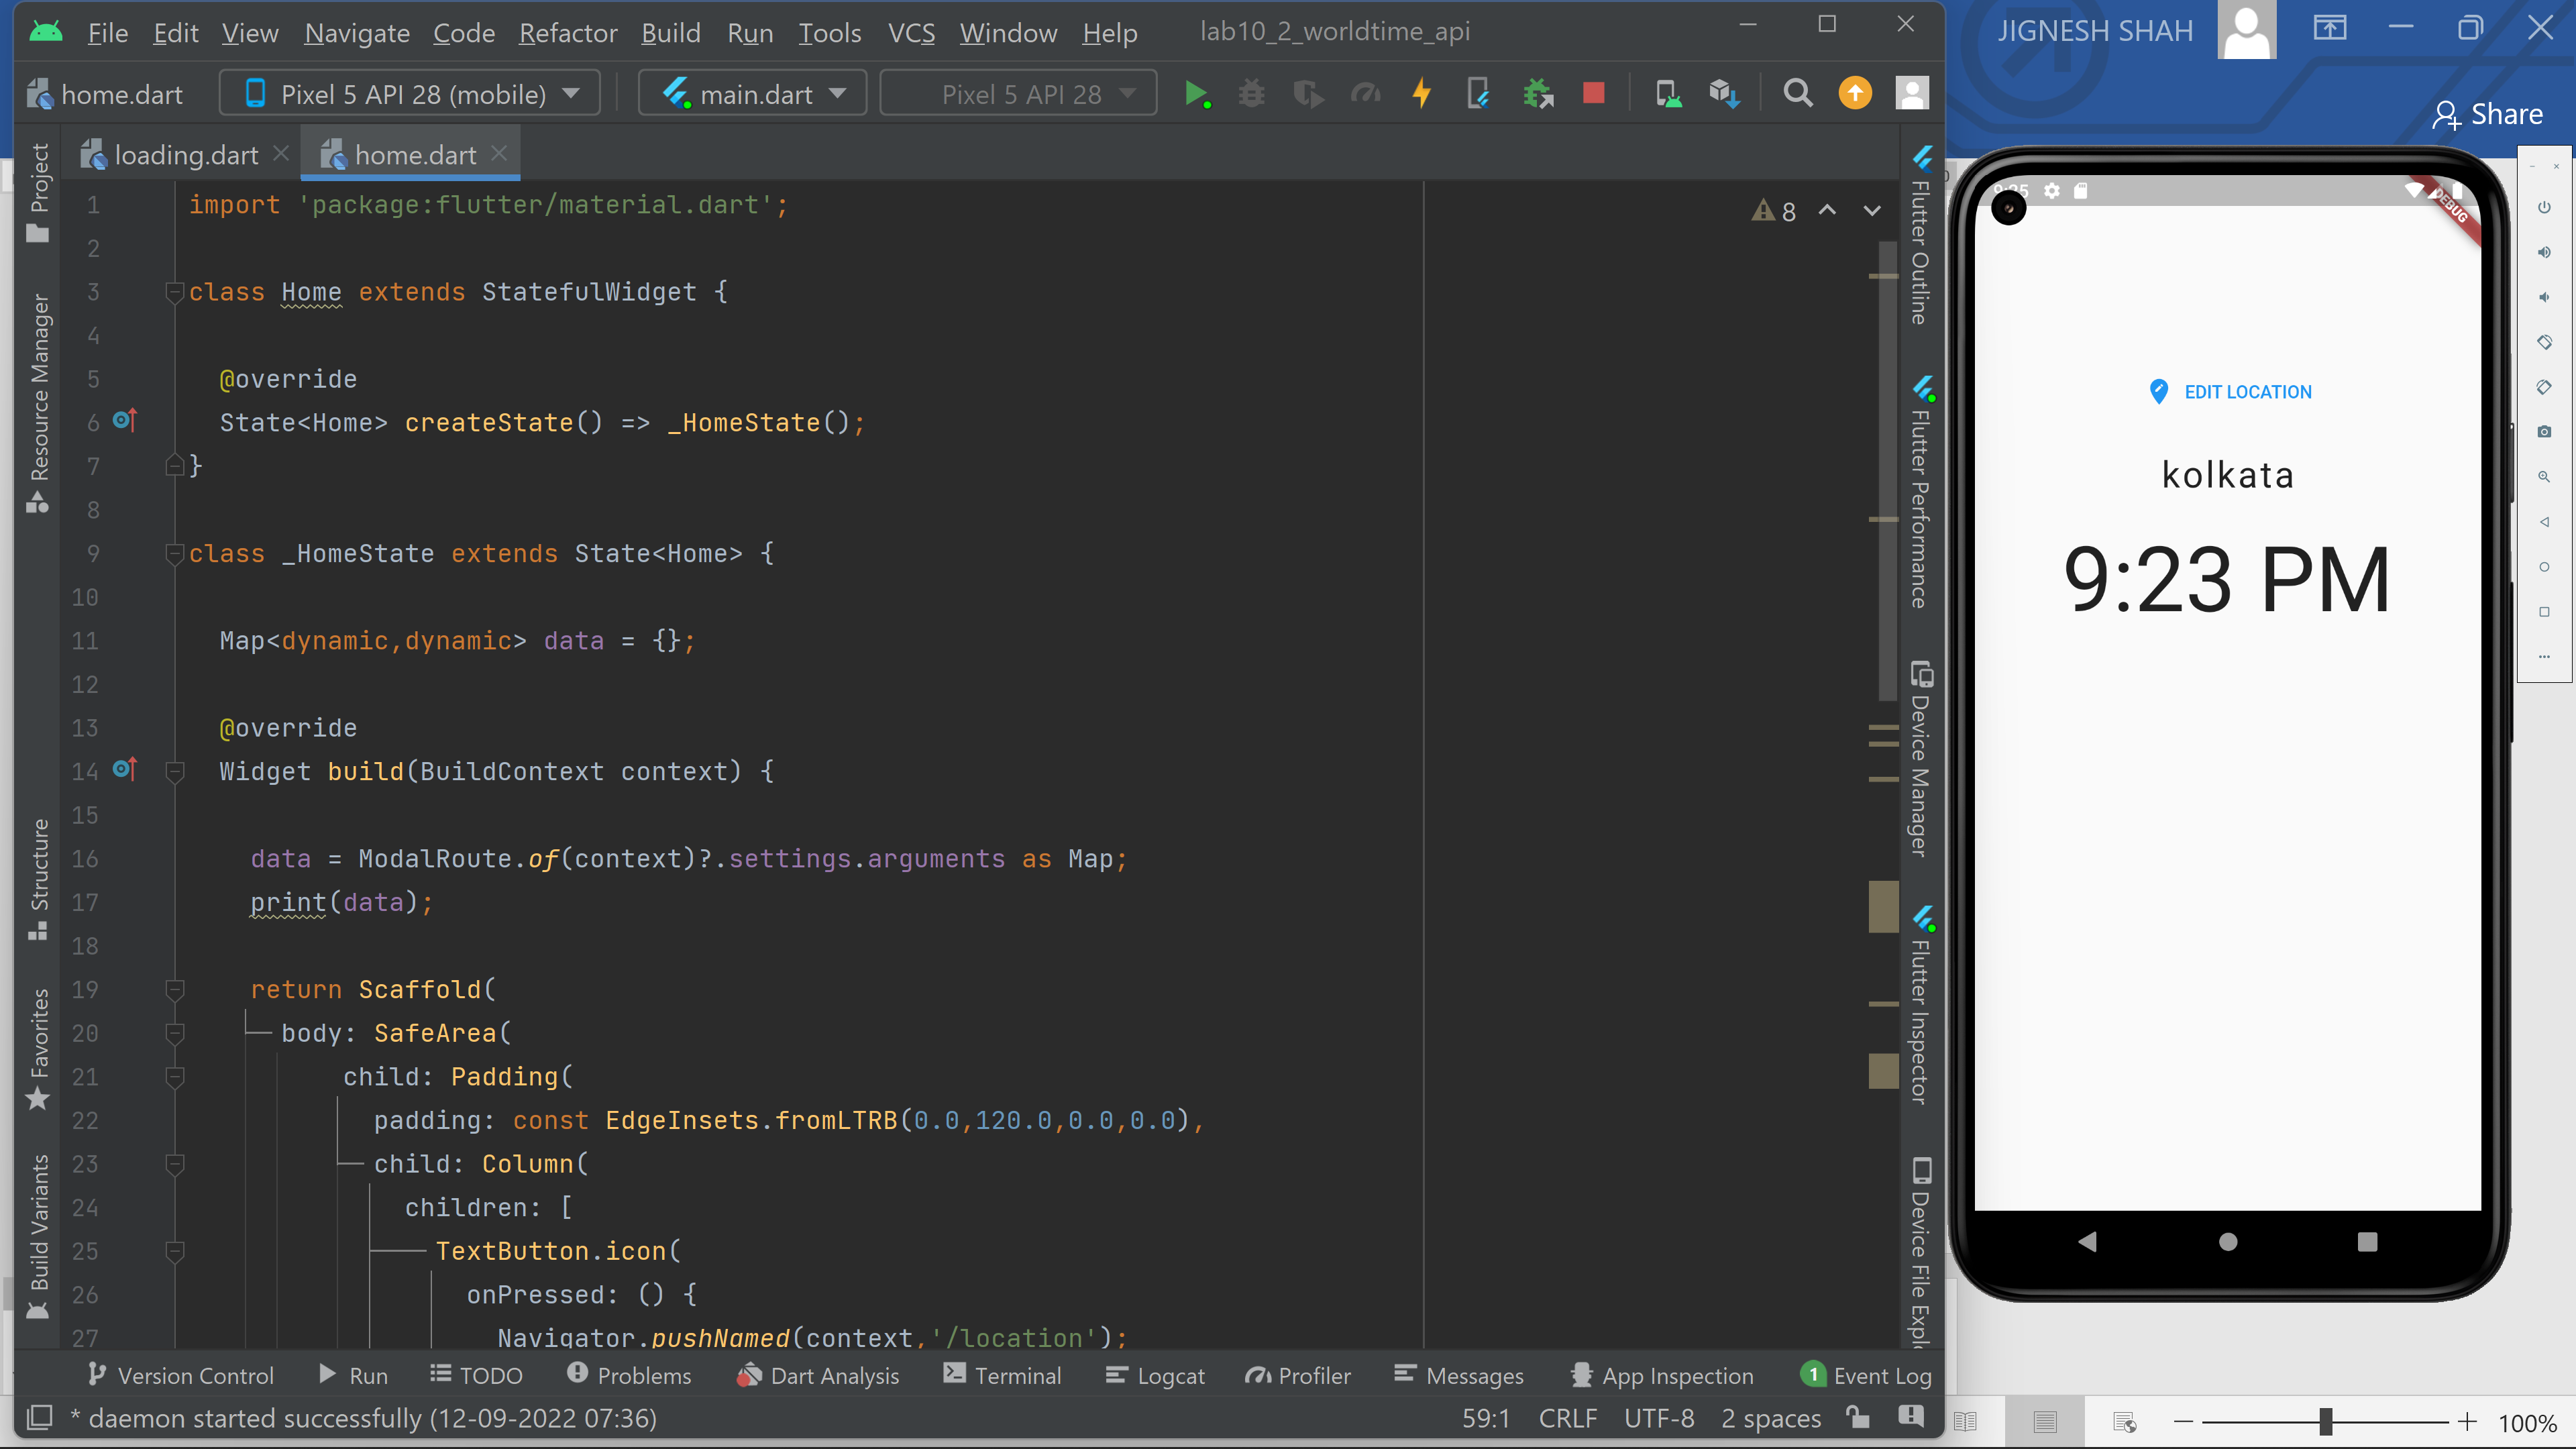 File Edit View Navigate Code Refactor Build Run Tools VCS Window Help lab10_2_worldtime_api
JIGNESH SHAH
Share
home.dart Pixel 5 API 28 (mobile) main.dart Pixel 5 API 28
loading.dart home.dart
8
Project
Resource Manager
Structure
Favorites
Build Variants
1 import 'package:flutter/material.dart';
2
3 class Home extends StatefulWidget {
4
5 @override
6 State<Home> createState() => _HomeState();
7 }
8
9 class _HomeState extends State<Home> {
10
11 Map<dynamic,dynamic> data = {};
12
13 @override
14 Widget build(BuildContext context) {
15
16 data = ModalRoute.of(context)?.settings.arguments as Map;
17 print(data);
18
19 return Scaffold(
20 body: SafeArea(
21 child: Padding(
22 padding: const EdgeInsets.fromLTRB(0.0,120.0,0.0,0.0),
23 child: Column(
24 children: [
25 TextButton.icon(
26 onPressed: () {
27 Navigator.pushNamed(context,'/location');
Flutter Outline
Flutter Performance
Device Manager
Flutter Inspector
Device File Expl
9:25
DEBUG
EDIT LOCATION
kolkata
9:23 PM
Version Control Run TODO Problems Dart Analysis Terminal Logcat Profiler Messages App Inspection 1 Event Log
* daemon started successfully (12-09-2022 07:36) 59:1 CRLF UTF-8 2 spaces
100%